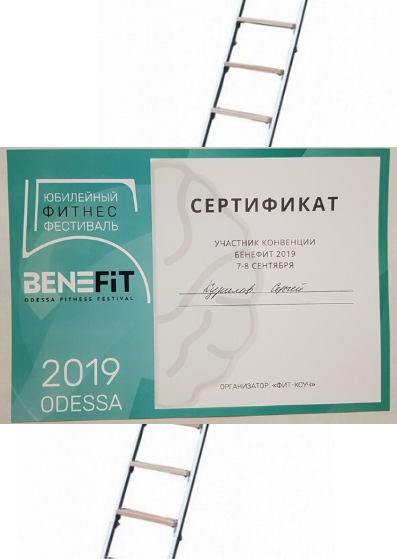 ЮБИЛЕЙНЫЙ
ФИТНЕС
ФЕСТИВАЛЬ
BENEFiT
ODESSA FITNESS FESTIVAL
2019
ODESSA
СЕРТИФИКАТ
УЧАСТНИК КОНВЕНЦИИ
БЕНЕФИТ 2019
7-8 СЕНТЯБРЯ
Сергей
ОРГАНИЗАТОР: «ФИТ-КОУЧ»